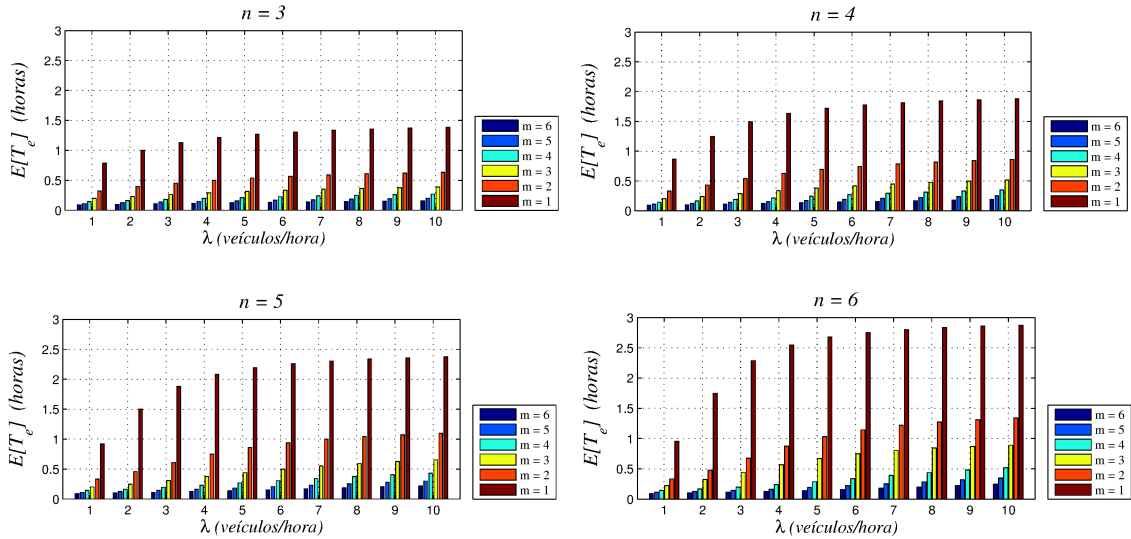 n = 3
E[Te] (horas)
3
2.5
2
1.5
1
0.5
0
1 2 3 4 5 6 7 8 9 10
λ (veículos/hora)
m = 6
m = 5
m = 4
m = 3
m = 2
m = 1
n = 4
E[Te] (horas)
3
2.5
2
1.5
1
0.5
0
1 2 3 4 5 6 7 8 9 10
λ (veículos/hora)
m = 6
m = 5
m = 4
m = 3
m = 2
m = 1
n = 5
E[Te] (horas)
3
2.5
2
1.5
1
0.5
0
1 2 3 4 5 6 7 8 9 10
λ (veículos/hora)
m = 6
m = 5
m = 4
m = 3
m = 2
m = 1
n = 6
E[Te] (horas)
3
2.5
2
1.5
1
0.5
0
1 2 3 4 5 6 7 8 9 10
λ (veículos/hora)
m = 6
m = 5
m = 4
m = 3
m = 2
m = 1